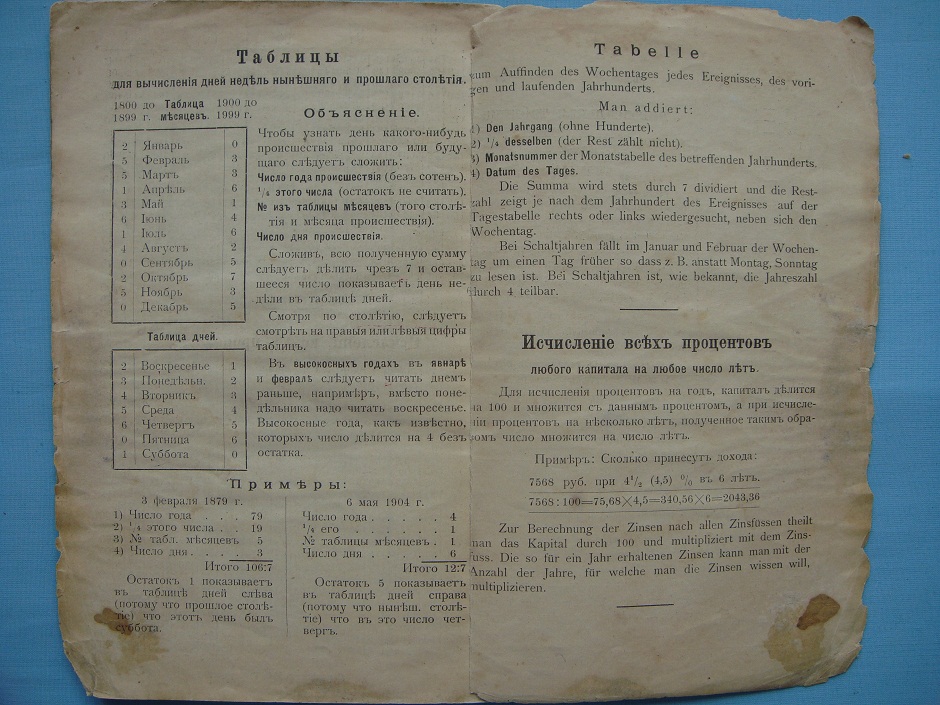 Таблицы
для вычисленія дней недѣль нынѣшняго и прошлаго столѣтія.
1800 до Таблица 1900 до
1899 г. мѣсяцевъ. 1999 г.
2 Январь 0
5 Февраль 3
5 Мартъ 3
1 Апрѣль 6
3 Май 1
6 Іюнь 4
1 Іюль 6
4 Августъ 2
0 Сентябрь 5
2 Октябрь 7
5 Ноябрь 3
0 Декабрь 5
Таблица дней.
2 Воскресенье 1
3 Понедѣльн. 2
4 Вторникъ 3
5 Среда 4
6 Четвергъ 5
0 Пятница 6
1 Суббота 0
Объясненіе.
Чтобы узнать день какого-нибудь
происшествія прошлаго или буду-
щаго слѣдуетъ сложить:
Число года происшествія (безъ сотенъ).
¼ этого числа (остатокъ не считать).
№ изъ таблицы мѣсяцевъ (того столѣ-
тія и мѣсяца происшествія).
Число дня происшествія.
Сложивъ, всю полученную сумму
слѣдуетъ дѣлить чрезъ 7 и остав-
шееся число показываетъ день не-
дѣли въ таблицѣ дней.
Смотря по столѣтію, слѣдуетъ
смотрѣть на правыя или лѣвыя цифры
таблицъ.
Въ высокосныхъ годахъ въ январѣ
и февралѣ слѣдуетъ читать днемъ
раньше, напримѣръ, вмѣсто поне-
дѣльника надо читать воскресенье.
Высокосные года, какъ извѣстно,
которыхъ число дѣлится на 4 безъ
остатка.
Примѣры:
3 февраля 1879 г.
1) Число года . . . 79
2) ¼ этого числа . . 19
3) № табл. мѣсяцевъ 5
4) Число дня . . . . 3
Итого 106:7
Остатокъ 1 показываетъ
въ таблицѣ дней слѣва
(потому что прошлое столѣ-
тіе) что этотъ день былъ
суббота.
6 мая 1904 г.
Число года . . . . . 4
¼ его . . . . . . 1
№ таблицы мѣсяцевъ . 1
Число дня . . . . . 6
Итого 12:7
Остатокъ 5 показываетъ
въ таблицѣ дней справа
(потому что нынѣш. столѣ-
тіе) что въ это число чет-
вергъ.
Tabelle
zum Auffinden des Wochentages jedes Ereignisses, des vori-
gen und laufenden Jahrhunderts.
Man addiert:
1) Den Jahrgang (ohne Hunderte).
2) ¼ desselben (der Rest zählt nicht).
3) Monatsnummer der Monatstabelle des betreffenden Jahrhunderts.
4) Datum des Tages.
Die Summa wird stets durch 7 dividiert und die Rest-
zahl zeigt je nach dem Jahrhundert des Ereignisses auf der
Tagestabelle rechts oder links wiedergesucht, neben sich den
Wochentag.
Bei Schaltjahren fällt im Januar und Februar der Wochen-
tag um einen Tag früher so dass z. B. anstatt Montag, Sonntag
zu lesen ist. Bei Schaltjahren ist, wie bekannt, die Jahreszahl
durch 4 teilbar.
Исчисленіе всѣхъ процентовъ
любого капитала на любое число лѣтъ.
Для исчисленія процентовъ на годъ, капиталъ дѣлится
на 100 и множится съ даннымъ процентомъ, а при исчисле-
ніи процентовъ на нѣсколько лѣтъ, полученное такимъ обра-
зомъ число множится на число лѣтъ.
Примѣръ: Сколько принесутъ дохода:
7568 руб. при 4½ (4,5) % въ 6 лѣтъ.
7568:100=75,68×4,5=340,56×6=2043,36
Zur Berechnung der Zinsen nach allen Zinsfüssen theilt
man das Kapital durch 100 und multipliziert mit dem Zins-
fuss. Die so für ein Jahr erhaltenen Zinsen kann man mit der
Anzahl der Jahre, für welche man die Zinsen wissen will,
multiplizieren.